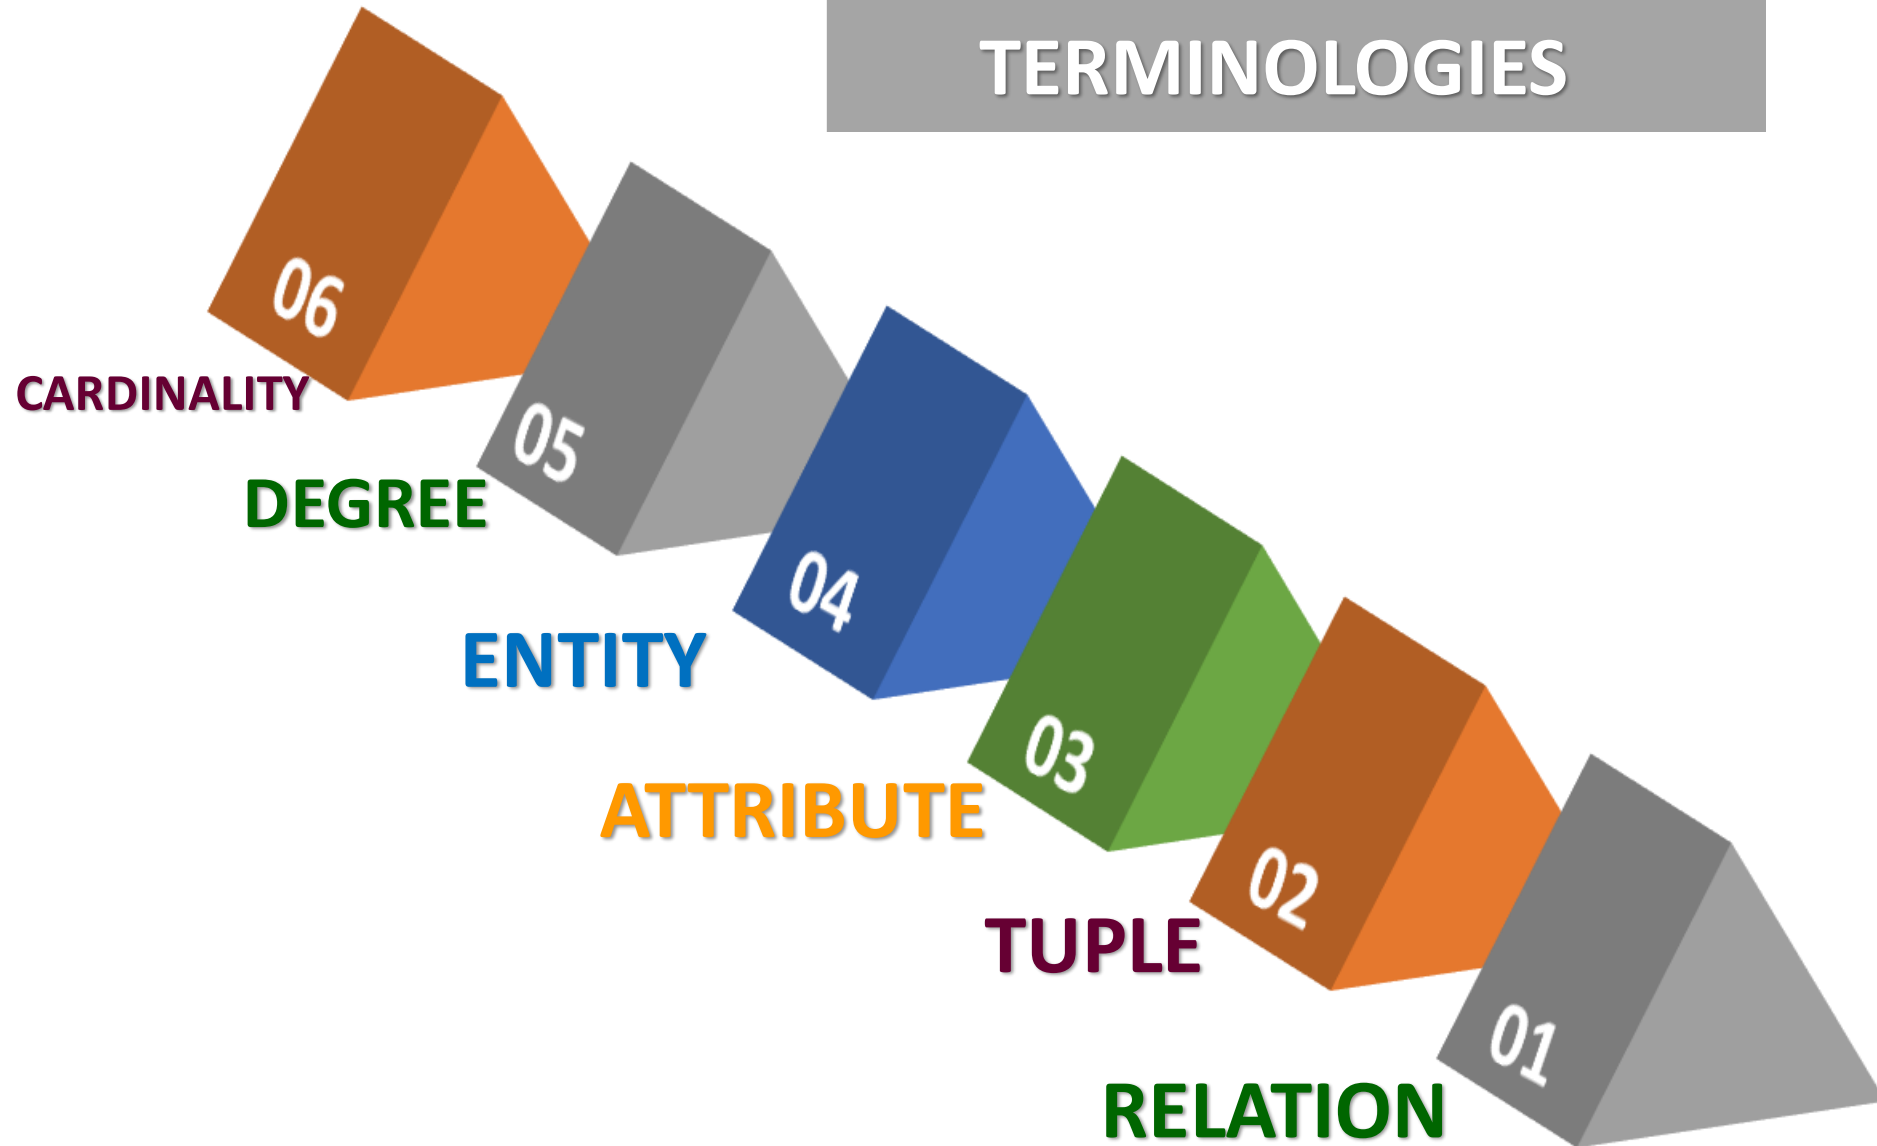 TERMINOLOGIES
06
CARDINALITY
05
DEGREE
04
ENTITY
03
ATTRIBUTE
02
TUPLE
01
RELATION